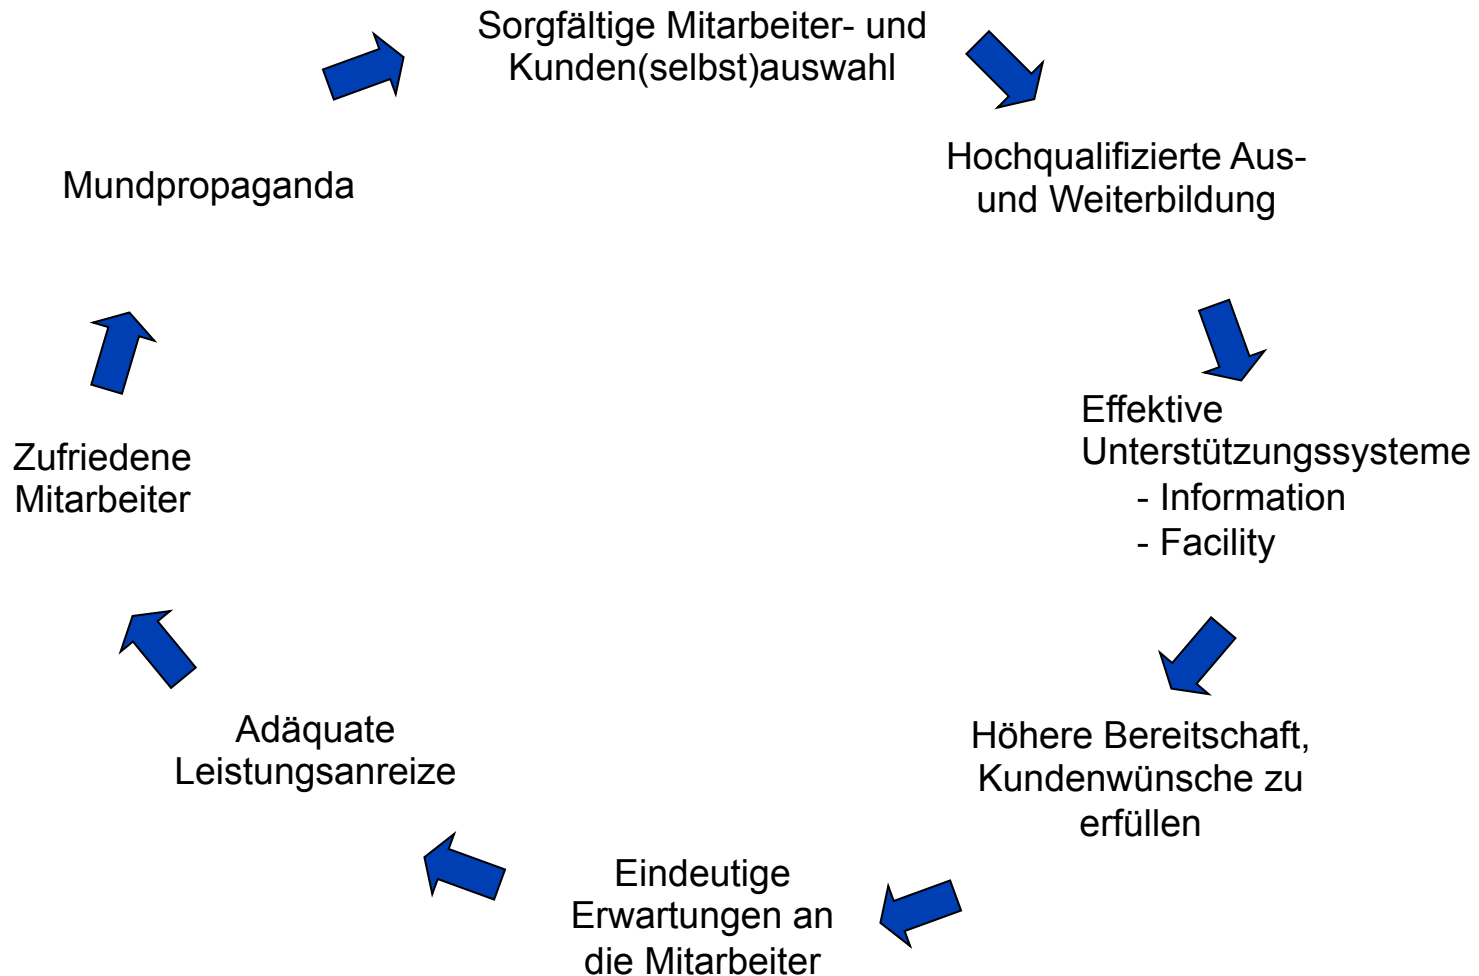 Sorgfältige Mitarbeiter- und
Kunden(selbst)auswahl
Hochqualifizierte Aus-
und Weiterbildung
Effektive
Unterstützungssysteme
- Information
- Facility
Höhere Bereitschaft,
Kundenwünsche zu
erfüllen
Eindeutige
Erwartungen an
die Mitarbeiter
Adäquate
Leistungsanreize
Zufriedene
Mitarbeiter
Mundpropaganda